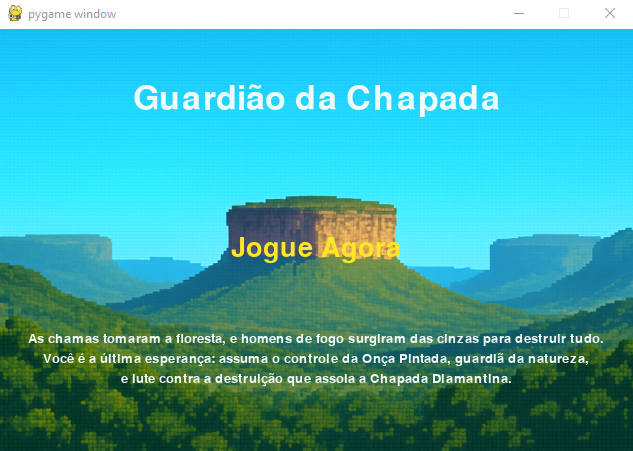 pygame window
Guardião da Chapada
Jogue Agora
As chamas tomaram a floresta, e homens de fogo surgiram das cinzas para destruir tudo.
Você é a última esperança: assuma o controle da Onça Pintada, guardiã da natureza,
e lute contra a destruição que assola a Chapada Diamantina.